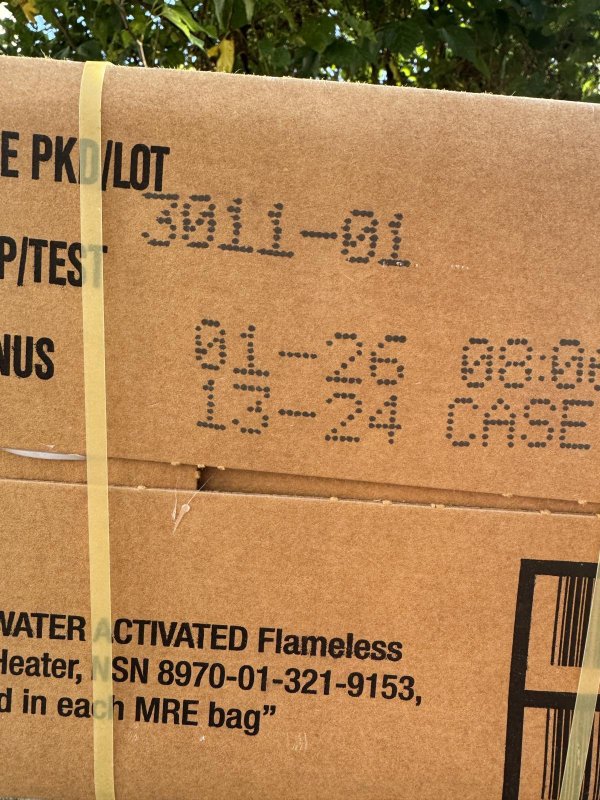 E PKD/LOT
3011-01
P/TEST
NUS
01-26 08:00
13-24 CASE
WATER ACTIVATED Flameless
Heater, NSN 8970-01-321-9153,
d in each MRE bag”